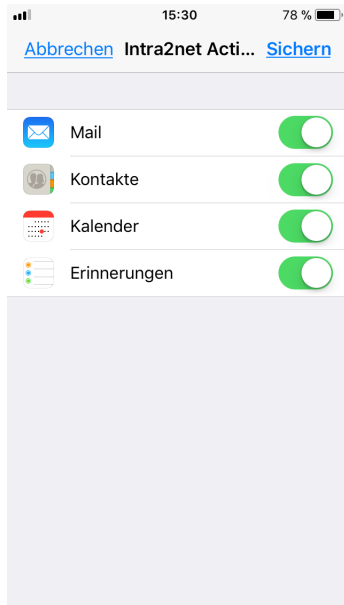 15:30 78 %
Abbrechen Intra2net Acti... Sichern
Mail
Kontakte
Kalender
Erinnerungen